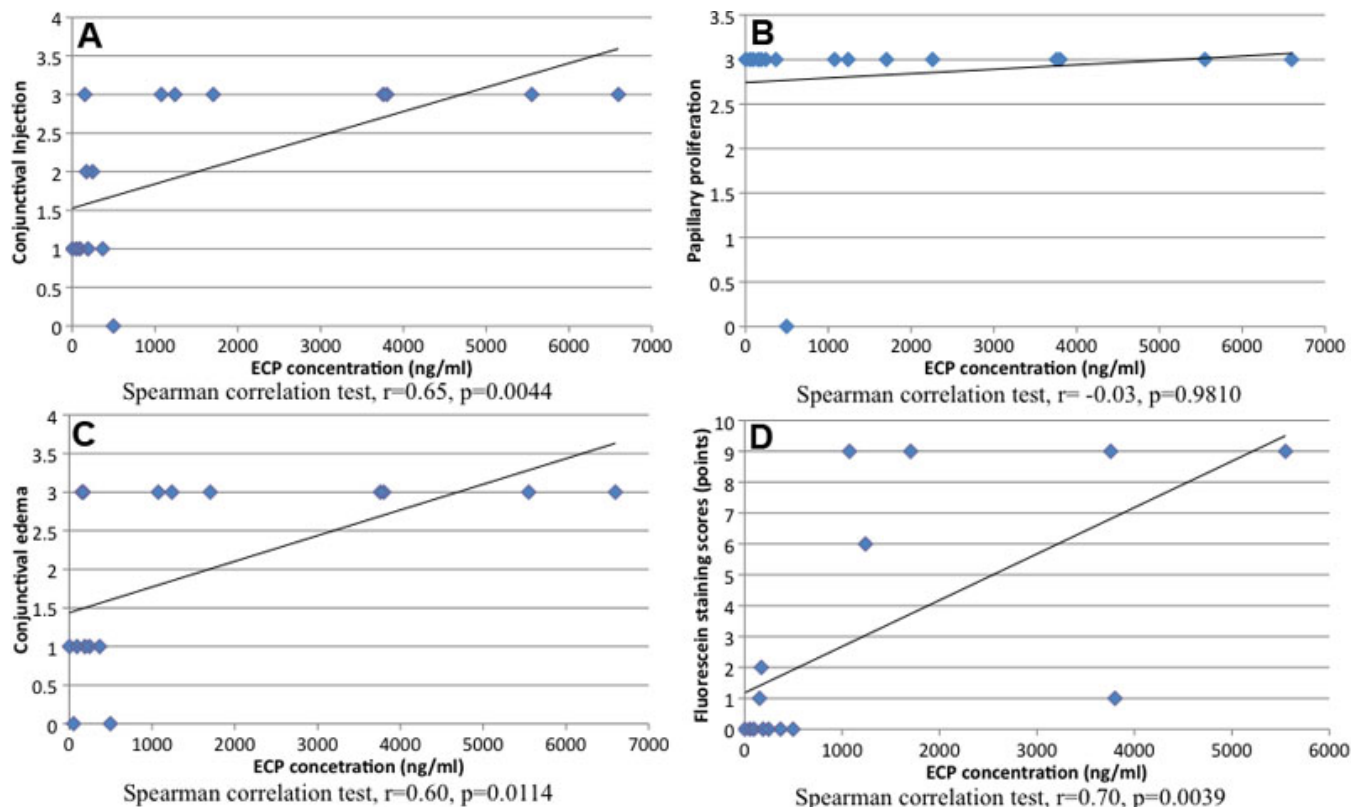 A
4
3.5
3
2.5
2
1.5
1
0.5
0
Conjunctival Injection
0 1000 2000 3000 4000 5000 6000 7000
ECP concentration (ng/ml)
Spearman correlation test, r=0.65, p=0.0044
B
3.5
3
2.5
2
1.5
1
0.5
0
Papillary proliferation
0 1000 2000 3000 4000 5000 6000 7000
ECP concentration (ng/ml)
Spearman correlation test, r= -0.03, p=0.9810
C
4
3.5
3
2.5
2
1.5
1
0.5
0
Conjunctival edema
0 1000 2000 3000 4000 5000 6000 7000
ECP concetration (ng/ml)
Spearman correlation test, r=0.60, p=0.0114
D
10
9
8
7
6
5
4
3
2
1
0
Fluorescein staining scores (points)
0 1000 2000 3000 4000 5000 6000
ECP concentration (ng/ml)
Spearman correlation test, r=0.70, p=0.0039